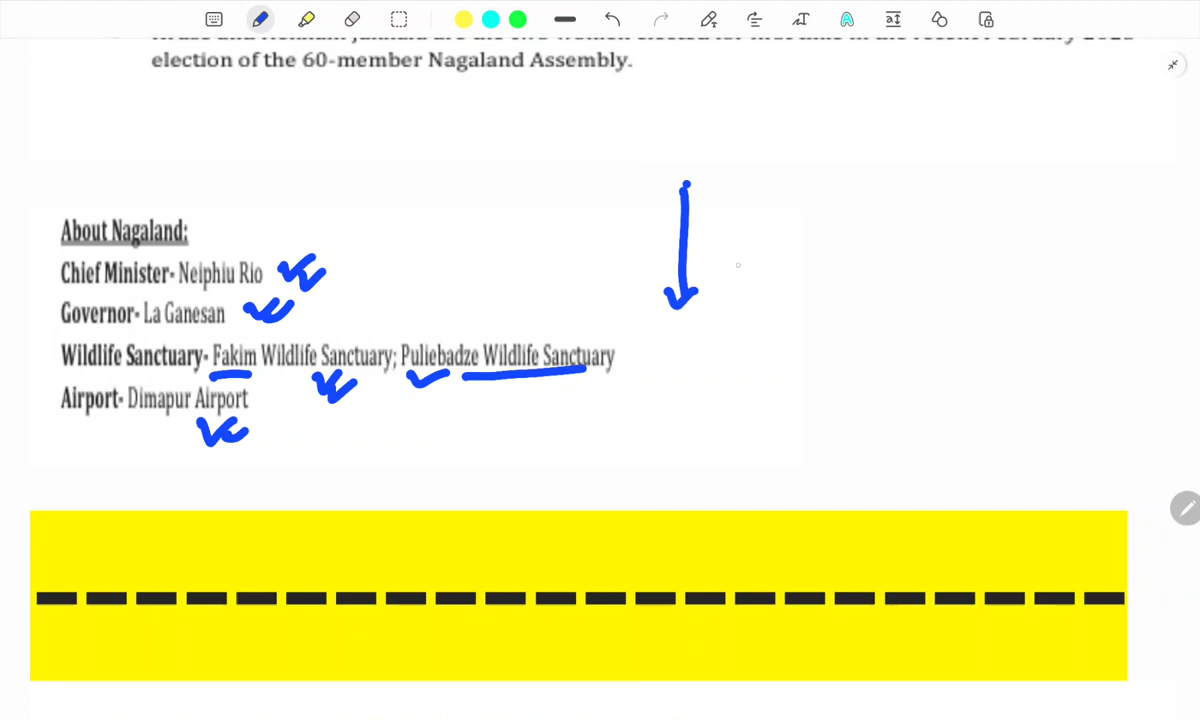 election of the 60-member Nagaland Assembly.
About Nagaland:
Chief Minister- Neiphiu Rio
Governor- La Ganesan
Wildlife Sanctuary- Fakim Wildlife Sanctuary; Puliebadze Wildlife Sanctuary
Airport- Dimapur Airport